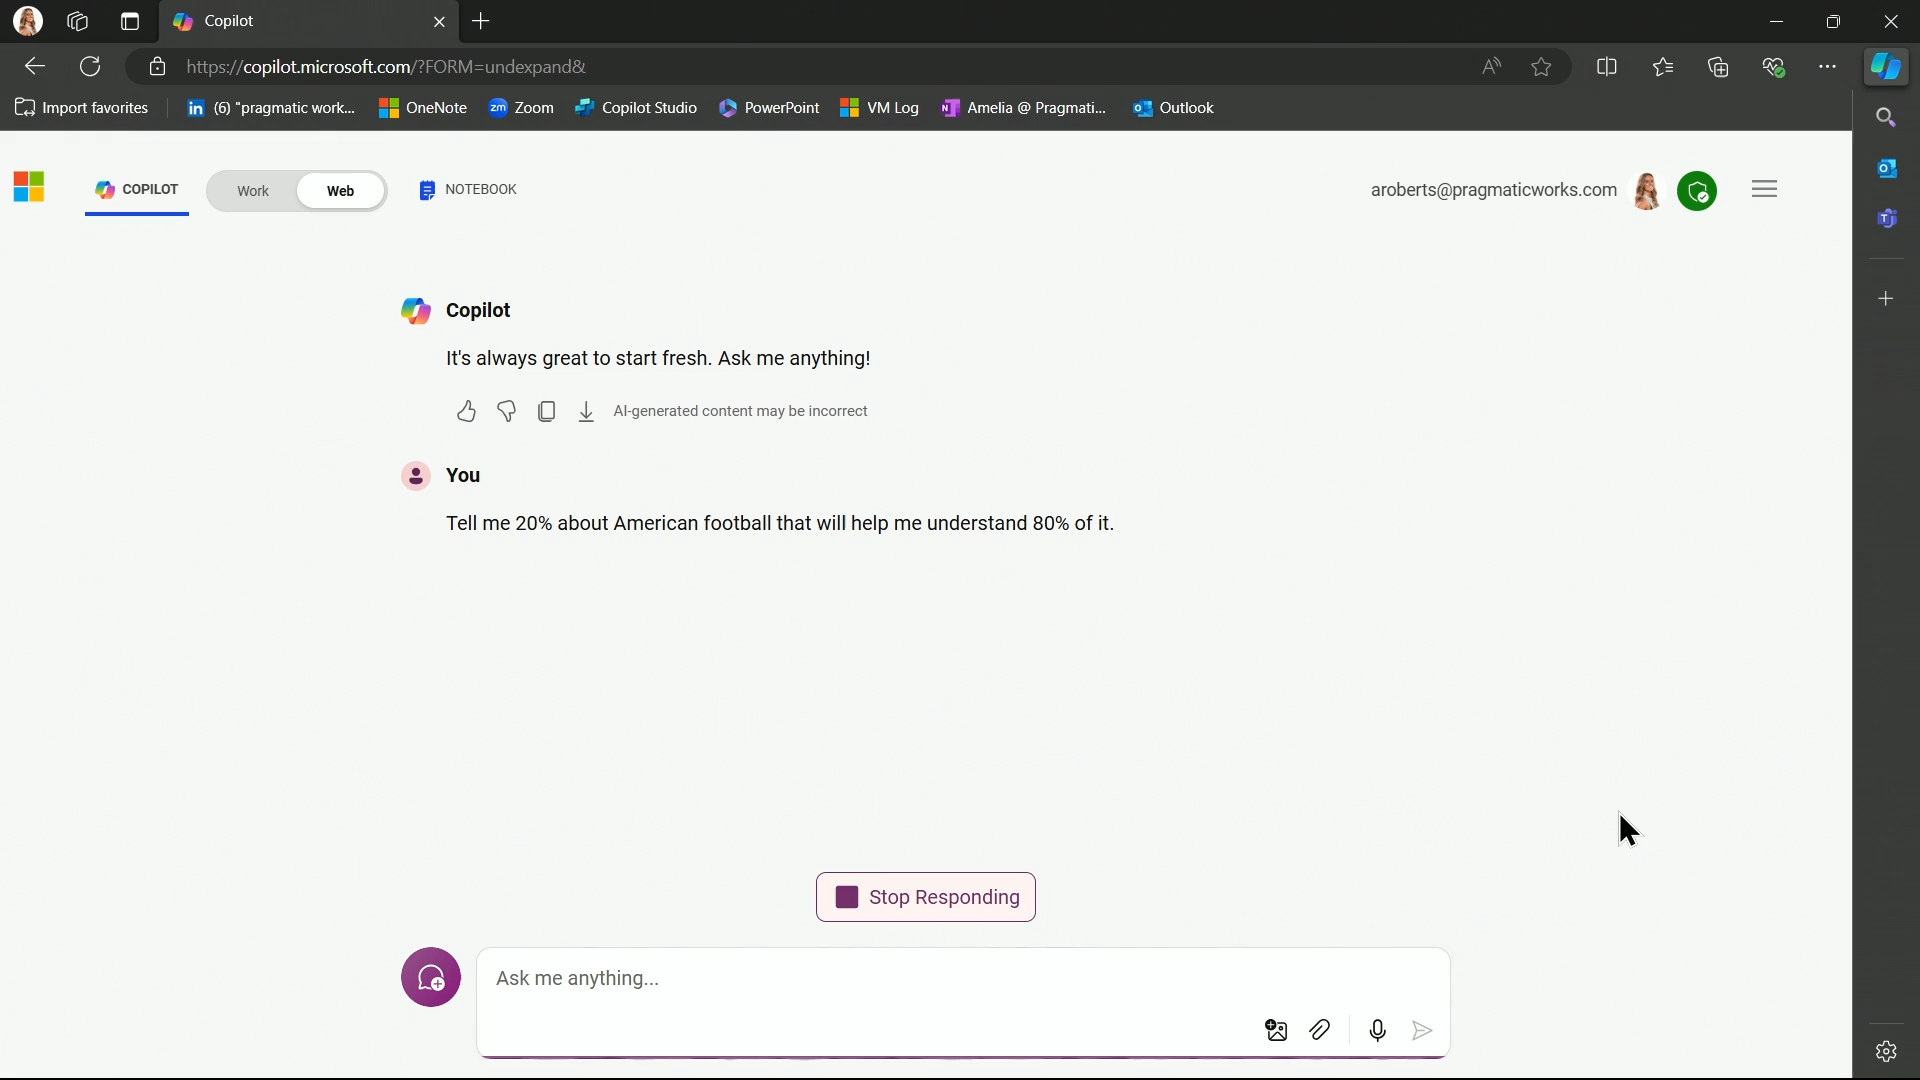 Copilot
https://copilot.microsoft.com/?FORM=undexpand&
Import favorites
in (6) "pragmatic work...
OneNote
zm Zoom
Copilot Studio
PowerPoint
VM Log
N Amelia @ Pragmati...
Outlook
COPILOT
Work
Web
NOTEBOOK
aroberts@pragmaticworks.com
Copilot
It's always great to start fresh. Ask me anything!
AI-generated content may be incorrect
You
Tell me 20% about American football that will help me understand 80% of it.
Stop Responding
Ask me anything...